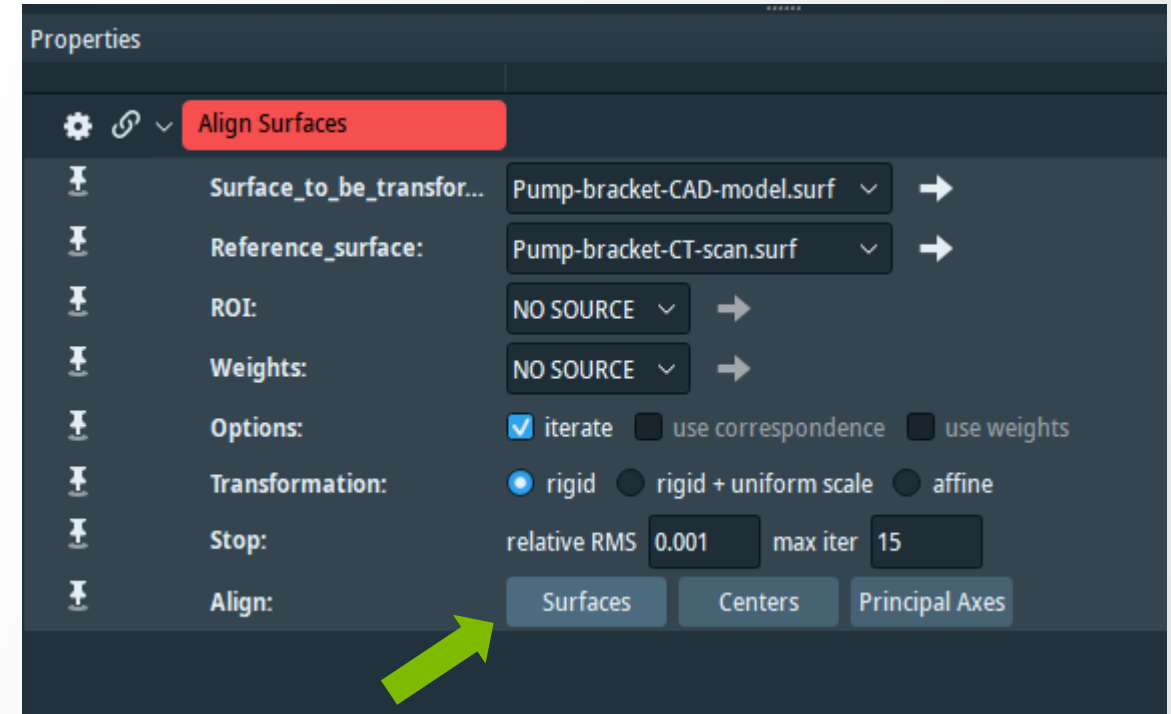 Properties
Align Surfaces
Surface_to_be_transfor... Pump-bracket-CAD-model.surf
Reference_surface: Pump-bracket-CT-scan.surf
ROI: NO SOURCE
Weights: NO SOURCE
Options: iterate use correspondence use weights
Transformation: rigid rigid + uniform scale affine
Stop: relative RMS 0.001 max iter 15
Align: Surfaces Centers Principal Axes